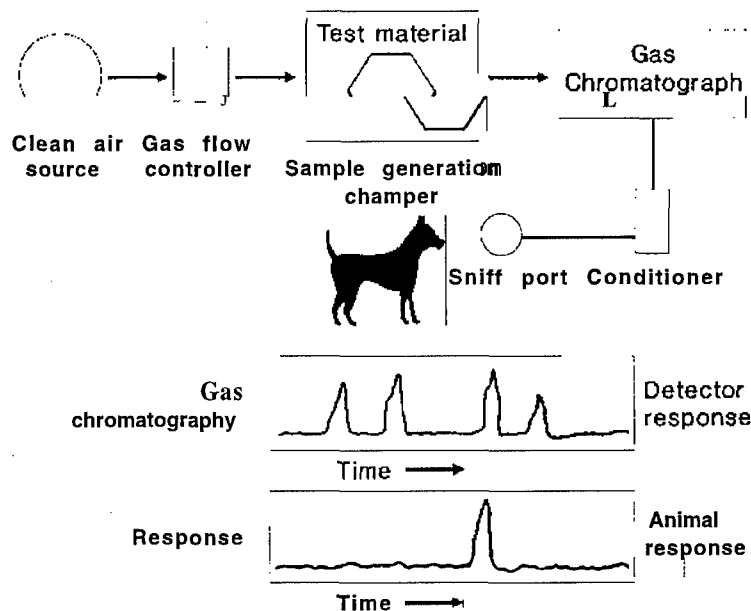 Test material
Gas
Chromatograph
L
Clean air
source
Gas flow
controller
Sample generation
champer
Sniff port
Conditioner
Gas
chromatography
Detector
response
Time
Response
Animal
response
Time